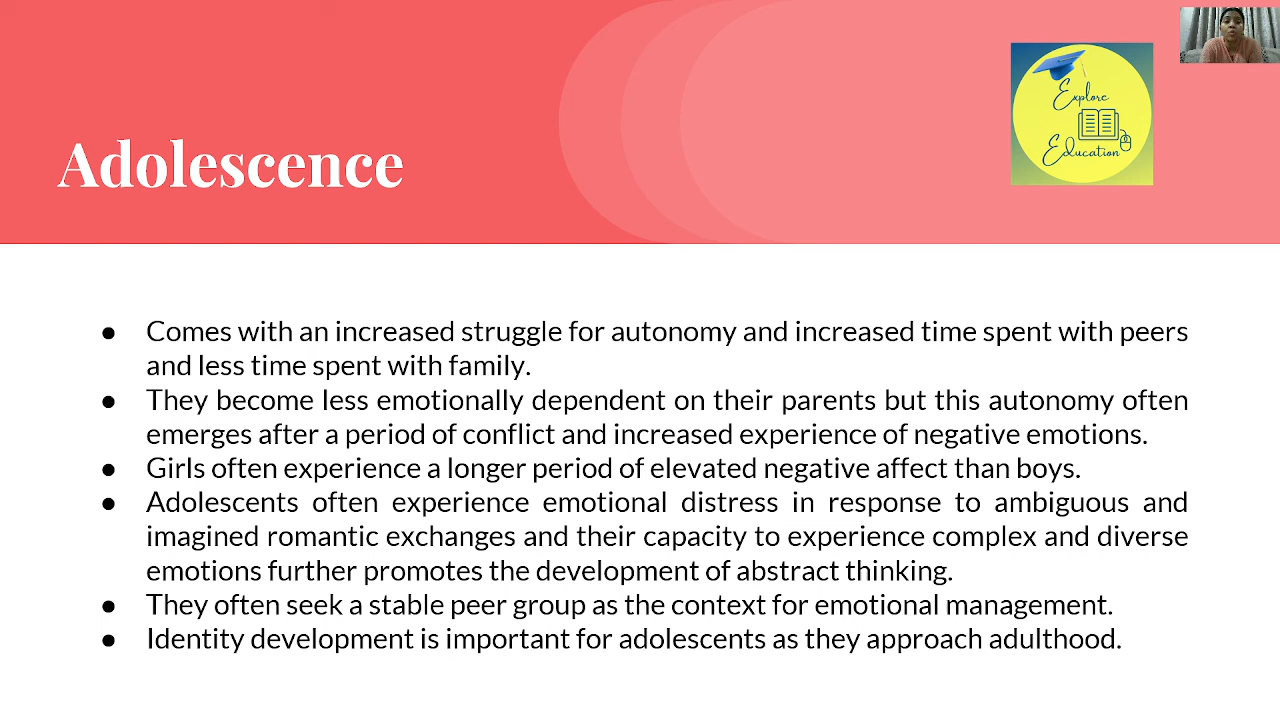 Explore
Education
Adolescence
● Comes with an increased struggle for autonomy and increased time spent with peers
and less time spent with family.
● They become less emotionally dependent on their parents but this autonomy often
emerges after a period of conflict and increased experience of negative emotions.
● Girls often experience a longer period of elevated negative affect than boys.
● Adolescents often experience emotional distress in response to ambiguous and
imagined romantic exchanges and their capacity to experience complex and diverse
emotions further promotes the development of abstract thinking.
● They often seek a stable peer group as the context for emotional management.
● Identity development is important for adolescents as they approach adulthood.